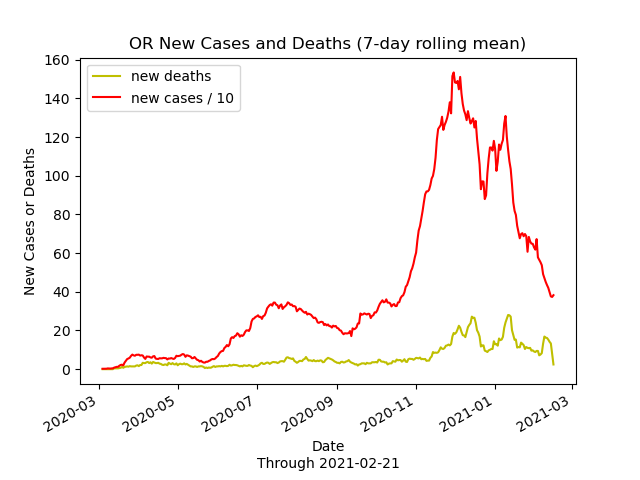 OR New Cases and Deaths (7-day rolling mean)
new deaths
new cases / 10
160
140
120
100
80
60
40
20
0
New Cases or Deaths
2020-03
2020-05
2020-07
2020-09
2020-11
2021-01
2021-03
Date
Through 2021-02-21